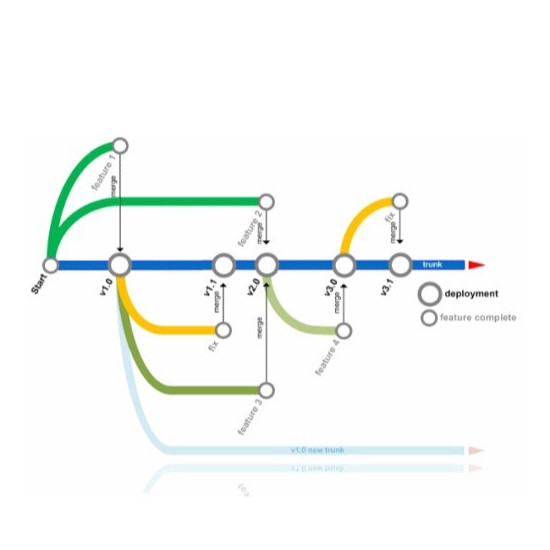 feature 1
merge
feature 2
merge
fix
merge
Start
v1.0
v1.1
v2.0
v3.0
v3.1
trunk
deployment
feature complete
merge
fix
merge
feature 3
merge
feature 4
v1.0 new trunk